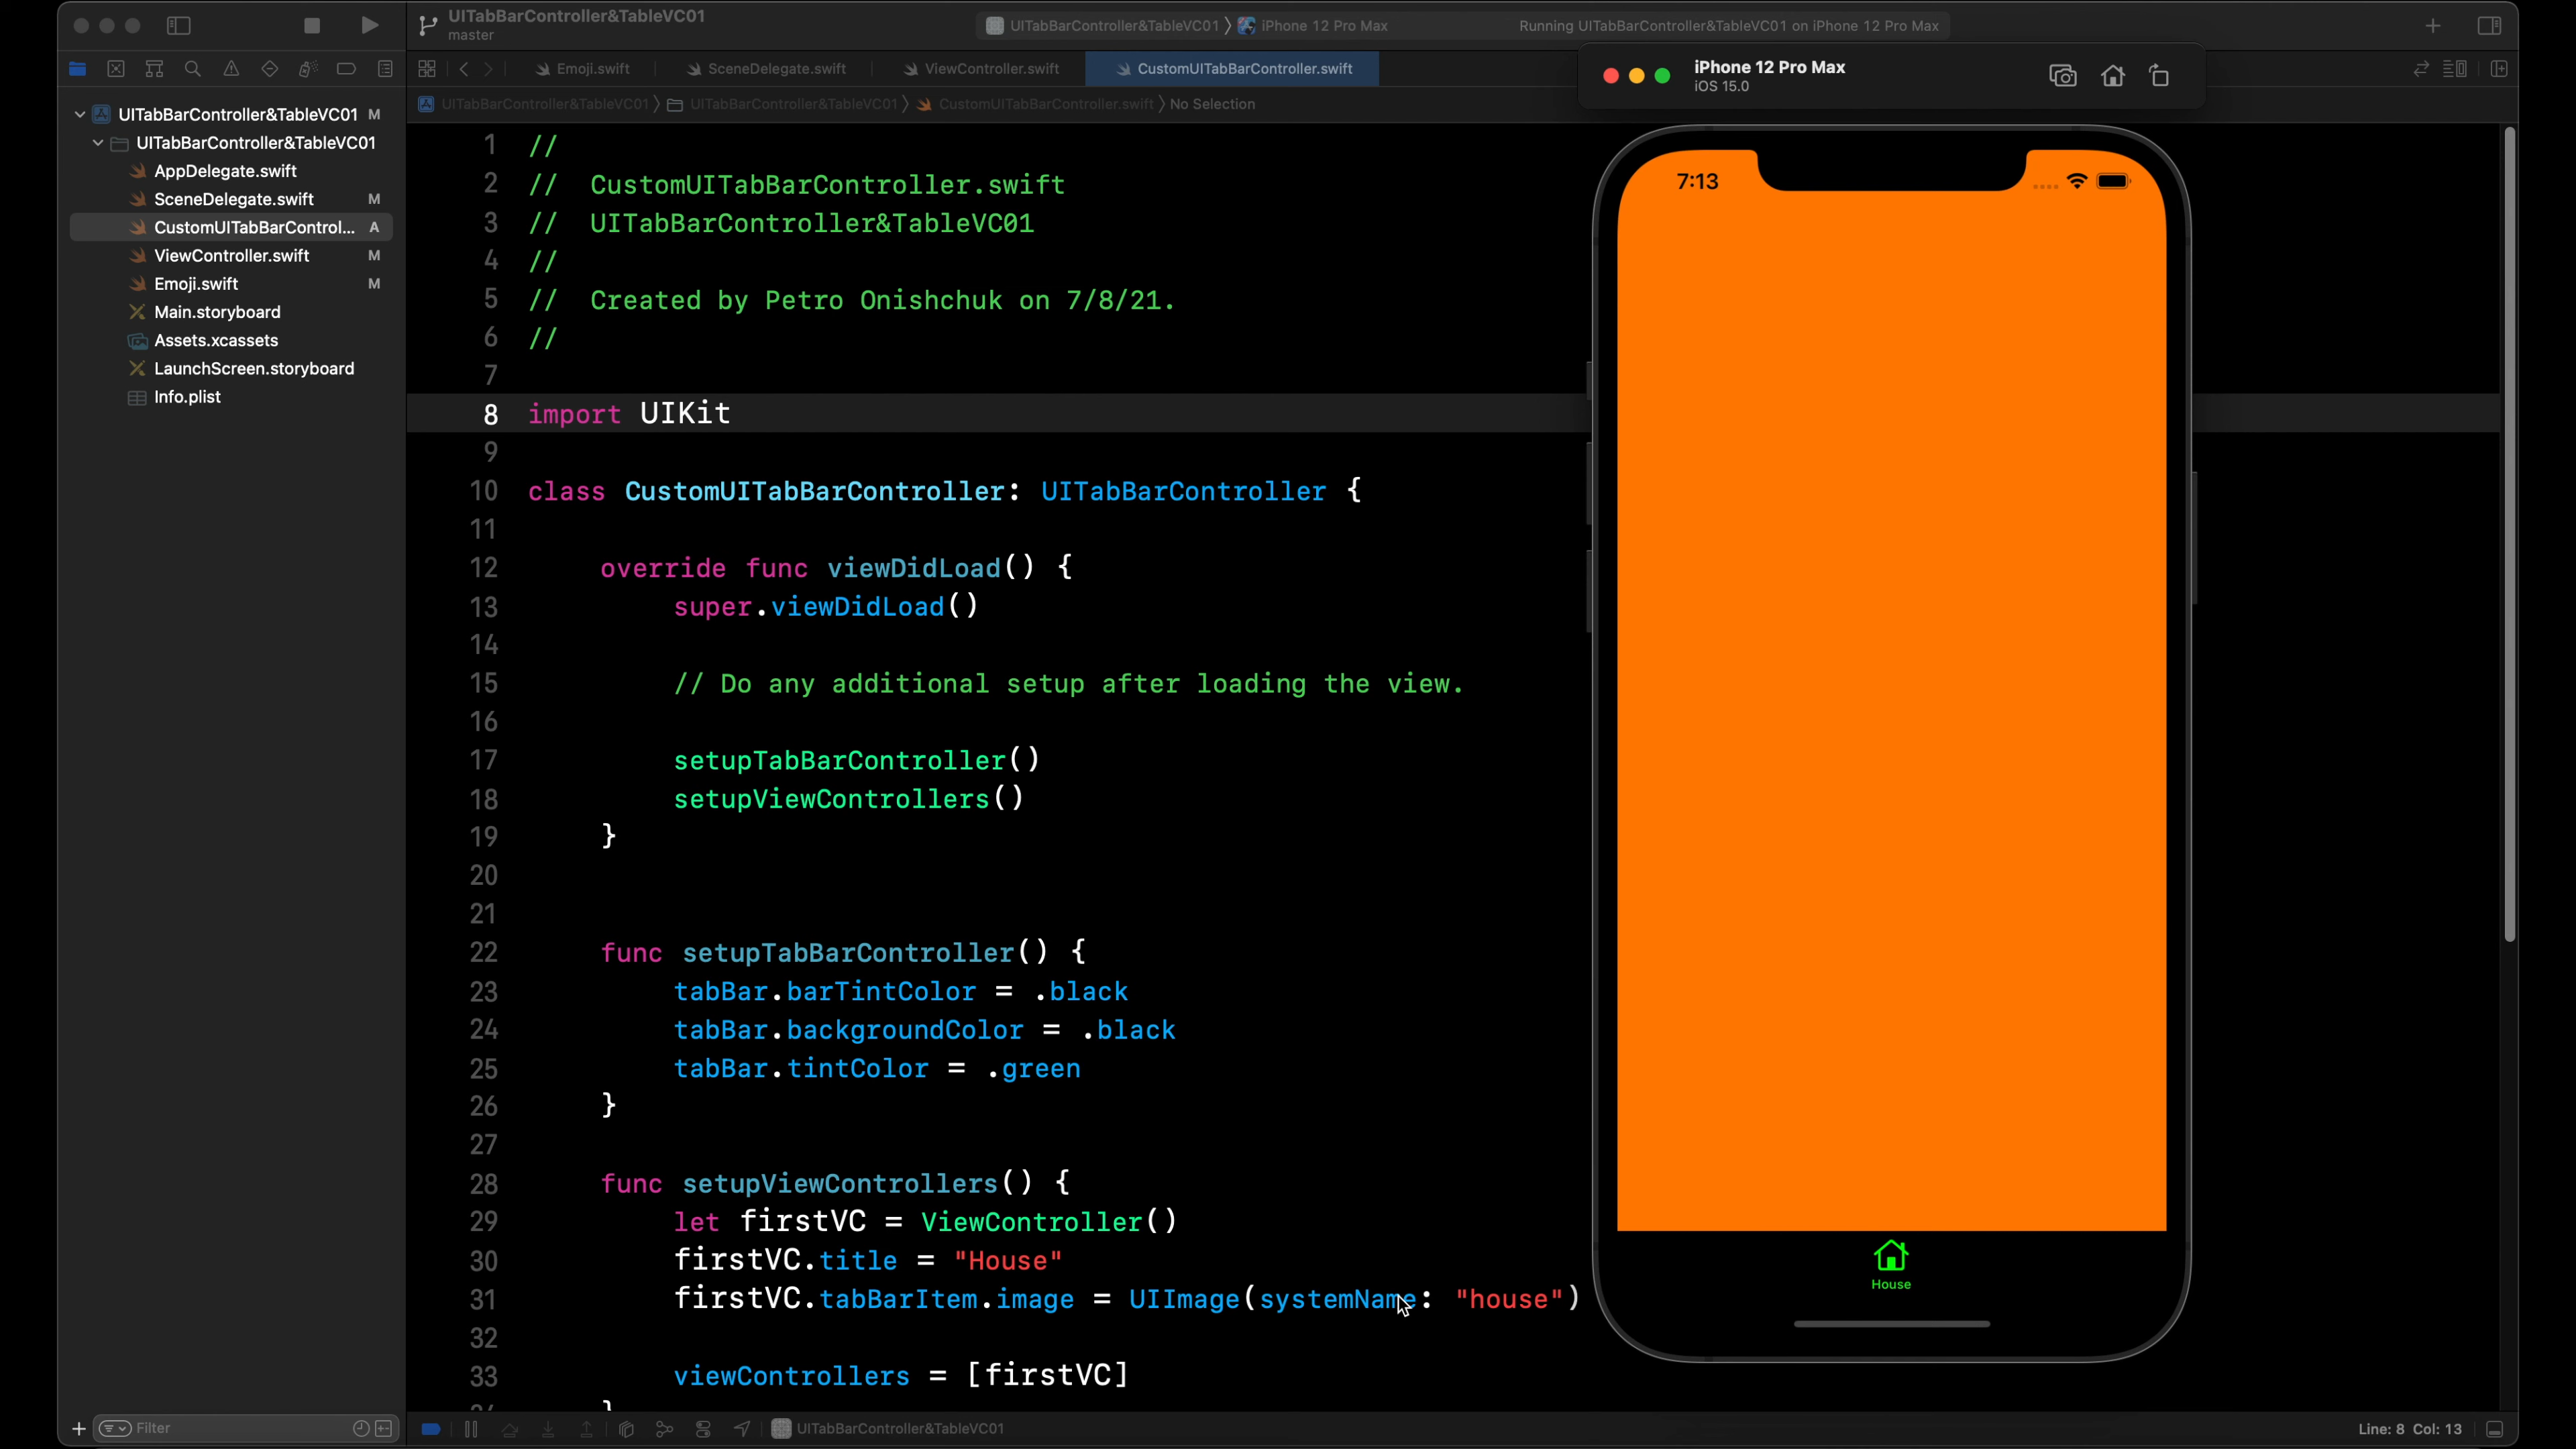 UITabBarController&TableVC01
master
UITabBarController&TableVC01
iPhone 12 Pro Max
Running UITabBarController&TableVC01 on iPhone 12 Pro Max
Emoji.swift
SceneDelegate.swift
ViewController.swift
CustomUITabBarController.swift
UITabBarController&TableVC01
UITabBarController&TableVC01
CustomUITabBarController.swift
No Selection
UITabBarController&TableVC01 M
UITabBarController&TableVC01
AppDelegate.swift
SceneDelegate.swift M
CustomUITabBarControl... A
ViewController.swift M
Emoji.swift M
Main.storyboard
Assets.xcassets
LaunchScreen.storyboard
Info.plist
Filter
1 //
2 //  CustomUITabBarController.swift
3 //  UITabBarController&TableVC01
4 //
5 //  Created by Petro Onishchuk on 7/8/21.
6 //
7
8 import UIKit
9
10 class CustomUITabBarController: UITabBarController {
11
12     override func viewDidLoad() {
13         super.viewDidLoad()
14
15         // Do any additional setup after loading the view.
16
17         setupTabBarController()
18         setupViewControllers()
19     }
20
21
22     func setupTabBarController() {
23         tabBar.barTintColor = .black
24         tabBar.backgroundColor = .black
25         tabBar.tintColor = .green
26     }
27
28     func setupViewControllers() {
29         let firstVC = ViewController()
30         firstVC.title = "House"
31         firstVC.tabBarItem.image = UIImage(systemName: "house")
32
33         viewControllers = [firstVC]
iPhone 12 Pro Max
iOS 15.0
7:13
House
UITabBarController&TableVC01
Line: 8 Col: 13